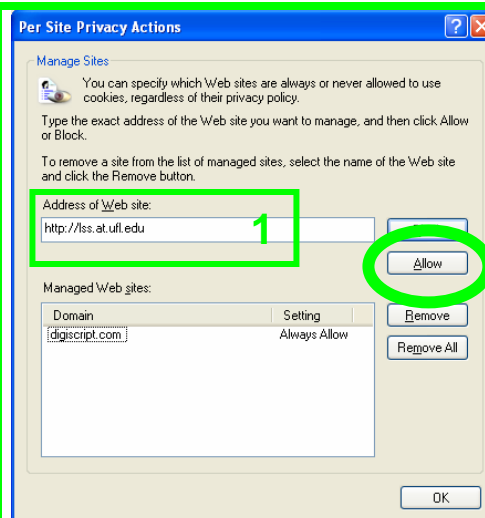 Per Site Privacy Actions
Manage Sites
You can specify which Web sites are always or never allowed to use
cookies, regardless of their privacy policy.
Type the exact address of the Web site you want to manage, and then click Allow
or Block.
To remove a site from the list of managed sites, select the name of the Web site
and click the Remove button.
Address of Web site:
http://lss.at.ufl.edu
1
Allow
Managed Web sites:
Domain Setting
digiscript.com Always Allow
Remove
Remove All
OK